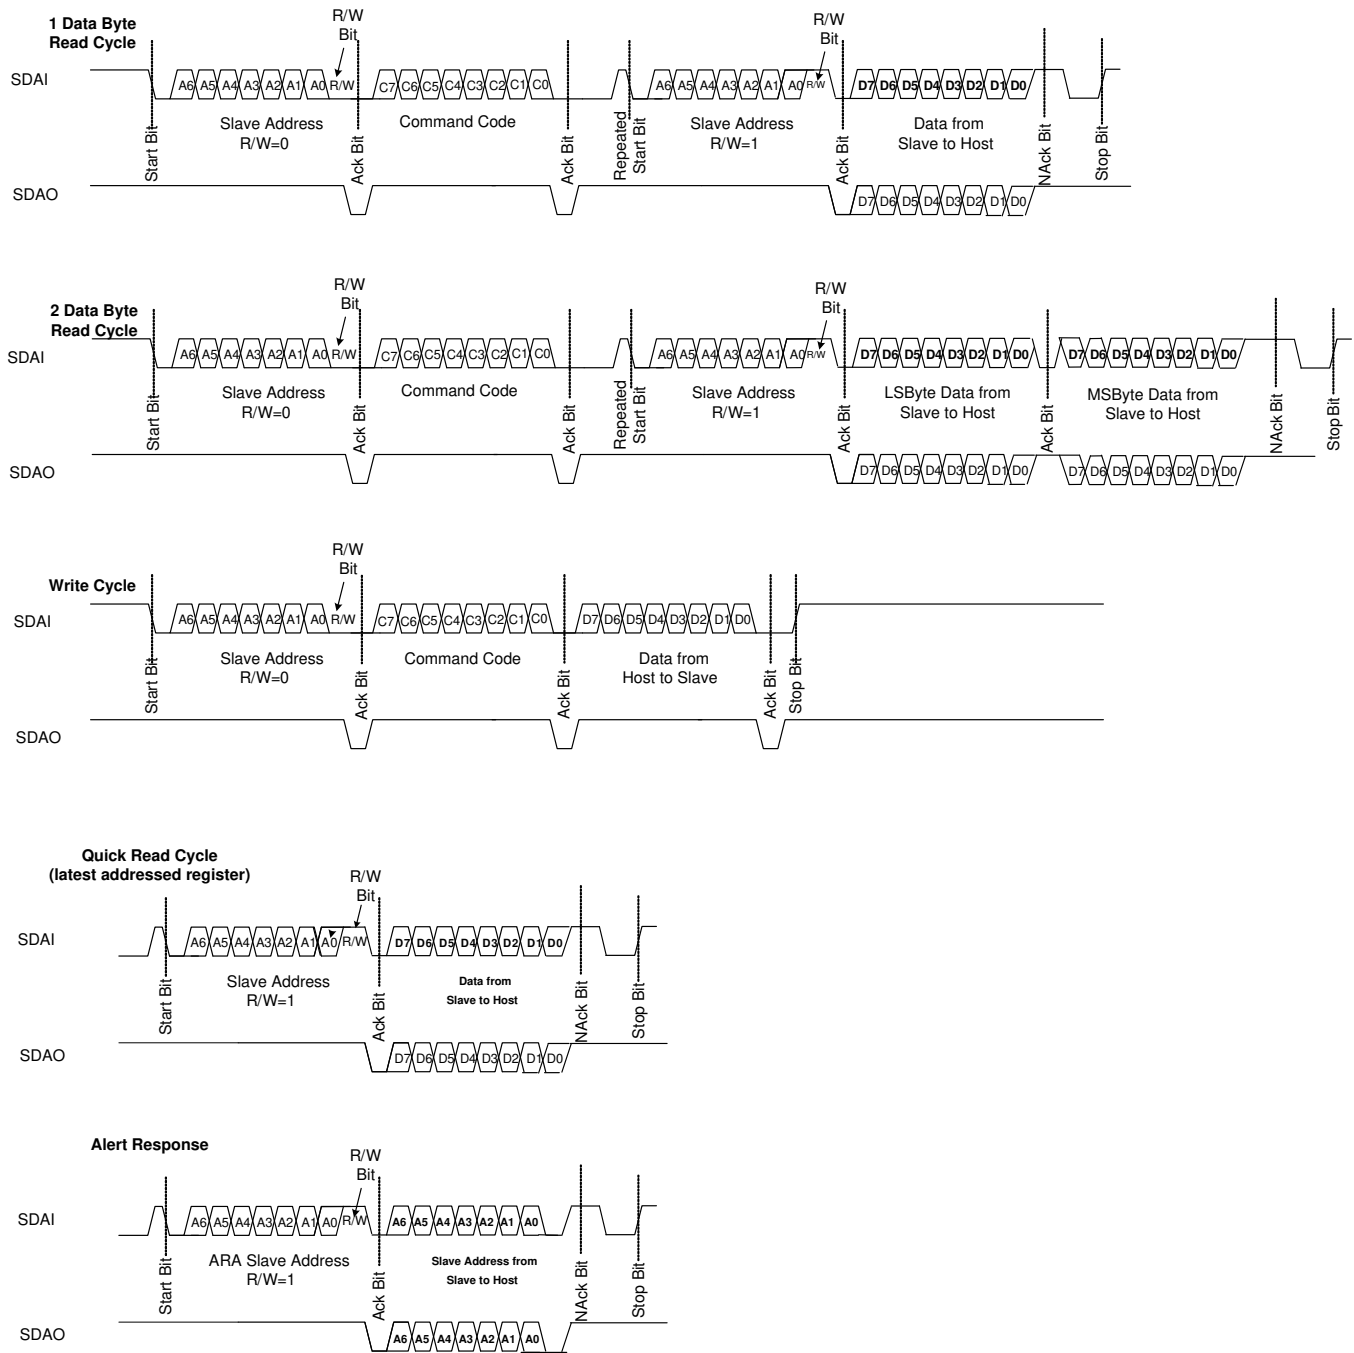 1 Data Byte
Read Cycle
R/W
Bit
R/W
Bit
SDAI
A6 A5 A4 A3 A2 A1 A0 R/W C7 C6 C5 C4 C3 C2 C1 C0 A6 A5 A4 A3 A2 A1 A0 R/W D7 D6 D5 D4 D3 D2 D1 D0
Start Bit
Slave Address
R/W=0
Ack Bit
Command Code
Ack Bit
Repeated
Start Bit
Slave Address
R/W=1
Ack Bit
Data from
Slave to Host
NAck Bit
Stop Bit
SDAO
D7 D6 D5 D4 D3 D2 D1 D0
2 Data Byte
Read Cycle
R/W
Bit
R/W
Bit
SDAI
A6 A5 A4 A3 A2 A1 A0 R/W C7 C6 C5 C4 C3 C2 C1 C0 A6 A5 A4 A3 A2 A1 A0 R/W D7 D6 D5 D4 D3 D2 D1 D0 D7 D6 D5 D4 D3 D2 D1 D0
Start Bit
Slave Address
R/W=0
Ack Bit
Command Code
Ack Bit
Repeated
Start Bit
Slave Address
R/W=1
Ack Bit
LSByte Data from
Slave to Host
Ack Bit
MSByte Data from
Slave to Host
NAck Bit
Stop Bit
SDAO
D7 D6 D5 D4 D3 D2 D1 D0 D7 D6 D5 D4 D3 D2 D1 D0
Write Cycle
R/W
Bit
SDAI
A6 A5 A4 A3 A2 A1 A0 R/W C7 C6 C5 C4 C3 C2 C1 C0 D7 D6 D5 D4 D3 D2 D1 D0
Start Bit
Slave Address
R/W=0
Ack Bit
Command Code
Ack Bit
Data from
Host to Slave
Ack Bit
Stop Bit
SDAO
Quick Read Cycle
(latest addressed register)
R/W
Bit
SDAI
A6 A5 A4 A3 A2 A1 A0 R/W D7 D6 D5 D4 D3 D2 D1 D0
Start Bit
Slave Address
R/W=1
Ack Bit
Data from
Slave to Host
NAck Bit
Stop Bit
SDAO
D7 D6 D5 D4 D3 D2 D1 D0
Alert Response
R/W
Bit
SDAI
A6 A5 A4 A3 A2 A1 A0 R/W A6 A5 A4 A3 A2 A1 A0
Start Bit
ARA Slave Address
R/W=1
Ack Bit
Slave Address from
Slave to Host
NAck Bit
Stop Bit
SDAO
A6 A5 A4 A3 A2 A1 A0